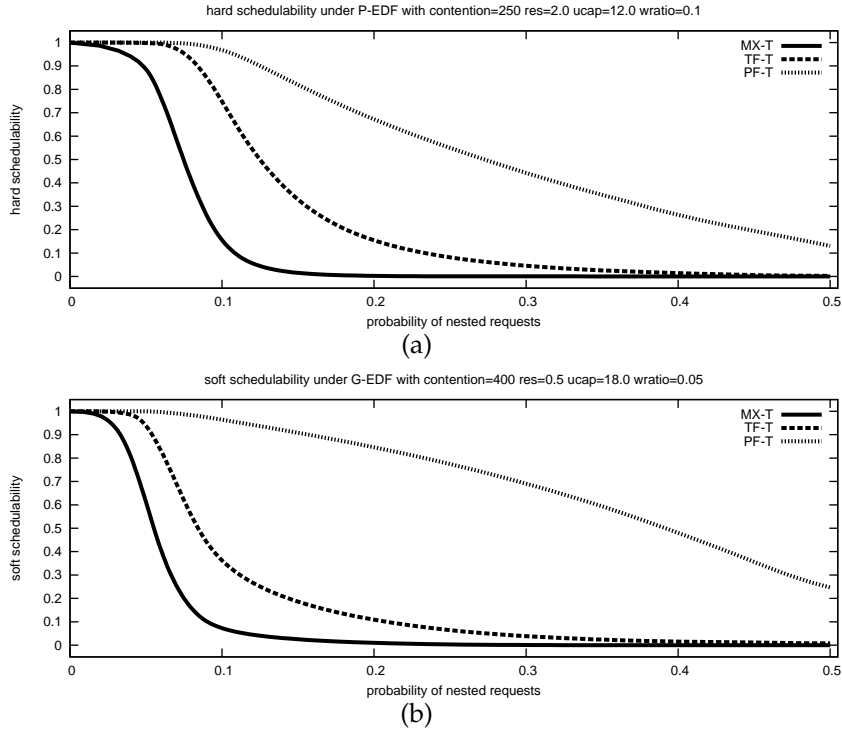 hard schedulability under P-EDF with contention=250 res=2.0 ucap=12.0 wratio=0.1
hard schedulability
1
0.9
0.8
0.7
0.6
0.5
0.4
0.3
0.2
0.1
0
MX-T
TF-T
PF-T
0 0.1 0.2 0.3 0.4 0.5
probability of nested requests
(a)
soft schedulability under G-EDF with contention=400 res=0.5 ucap=18.0 wratio=0.05
soft schedulability
1
0.9
0.8
0.7
0.6
0.5
0.4
0.3
0.2
0.1
0
MX-T
TF-T
PF-T
0 0.1 0.2 0.3 0.4 0.5
probability of nested requests
(b)